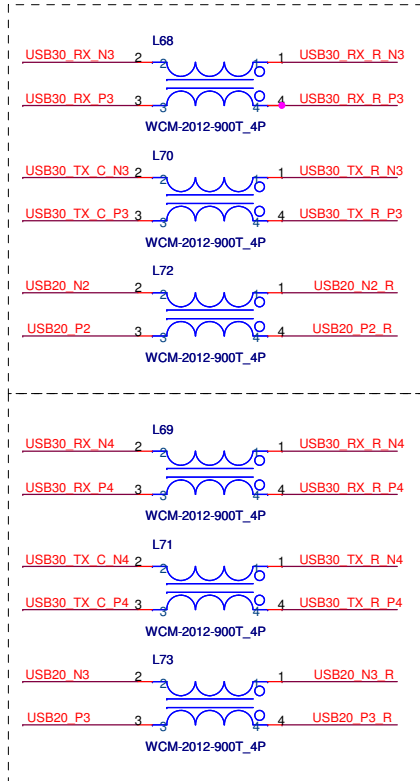 L68
USB30_RX_N3 2 2 1 1 USB30_RX_R_N3
USB30_RX_P3 3 3 4 4 USB30_RX_R_P3
WCM-2012-900T_4P
L70
USB30_TX_C_N3 2 2 1 1 USB30_TX_R_N3
USB30_TX_C_P3 3 3 4 4 USB30_TX_R_P3
WCM-2012-900T_4P
L72
USB20_N2 2 2 1 1 USB20_N2_R
USB20_P2 3 3 4 4 USB20_P2_R
WCM-2012-900T_4P
L69
USB30_RX_N4 2 2 1 1 USB30_RX_R_N4
USB30_RX_P4 3 3 4 4 USB30_RX_R_P4
WCM-2012-900T_4P
L71
USB30_TX_C_N4 2 2 1 1 USB30_TX_R_N4
USB30_TX_C_P4 3 3 4 4 USB30_TX_R_P4
WCM-2012-900T_4P
L73
USB20_N3 2 2 1 1 USB20_N3_R
USB20_P3 3 3 4 4 USB20_P3_R
WCM-2012-900T_4P